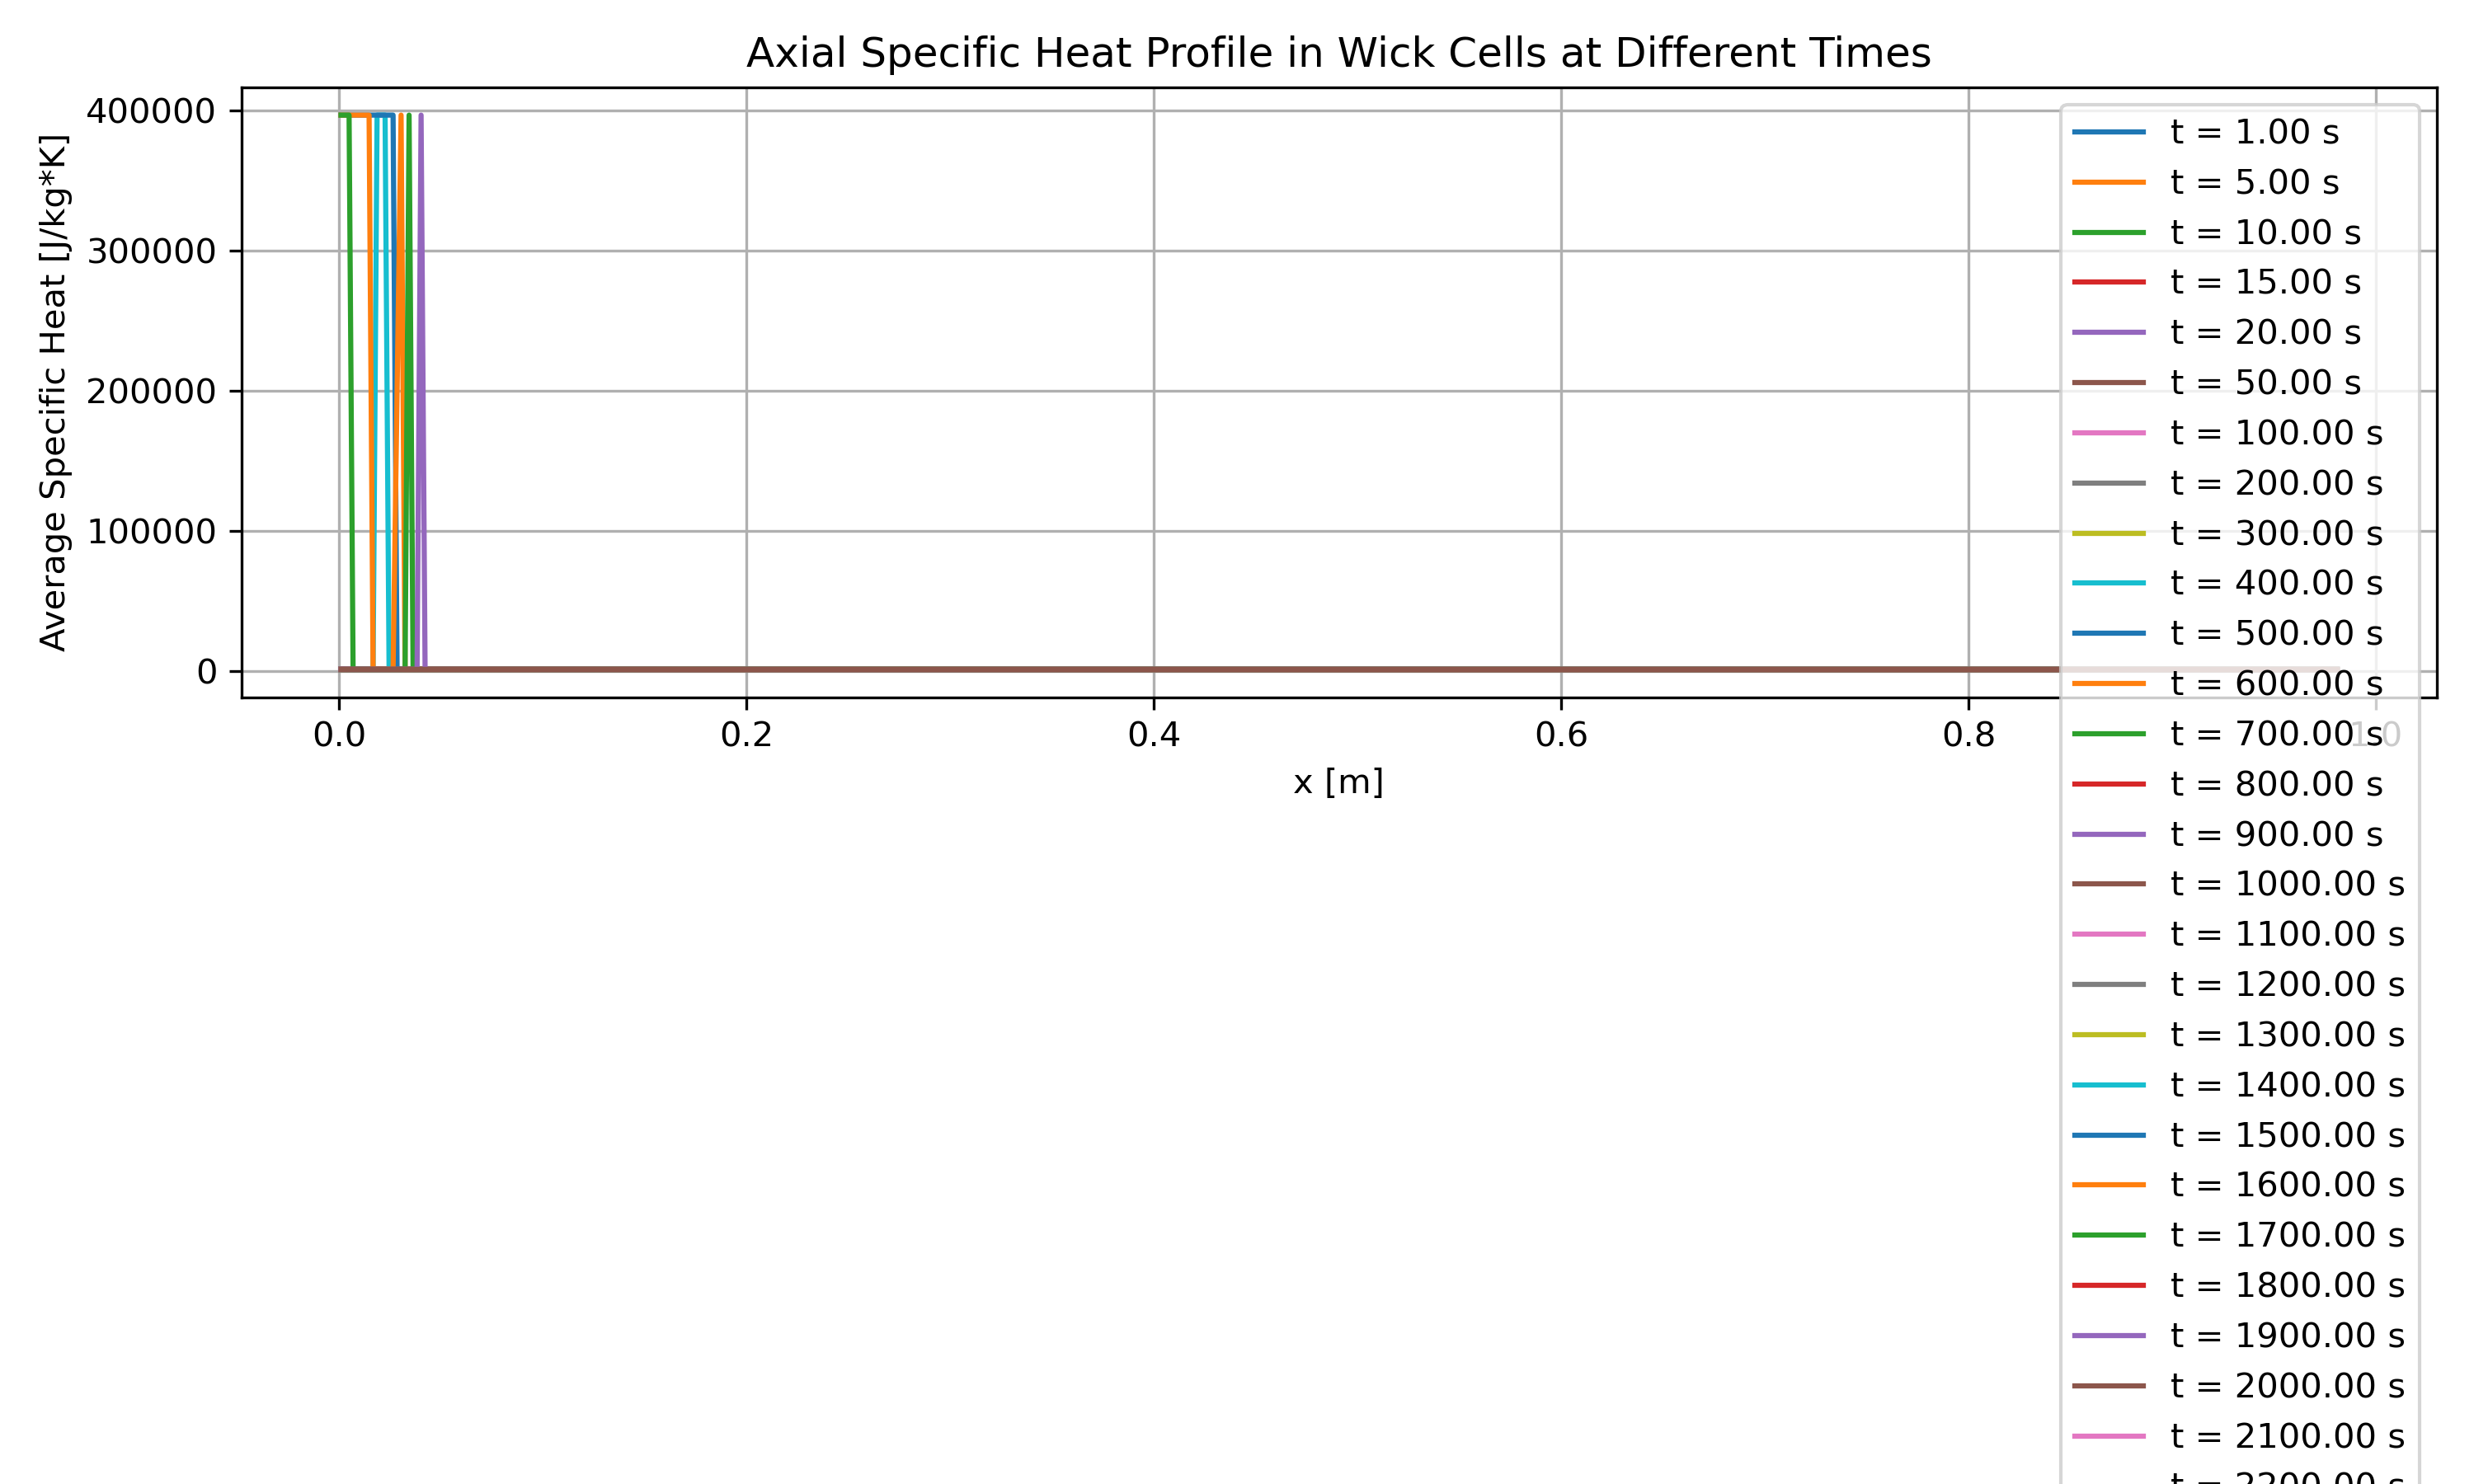 Axial Specific Heat Profile in Wick Cells at Different Times
Average Specific Heat [J/kg*K]
400000
300000
200000
100000
0
0.0
0.2
0.4
0.6
0.8
1.0
x [m]
t = 1.00 s
t = 5.00 s
t = 10.00 s
t = 15.00 s
t = 20.00 s
t = 50.00 s
t = 100.00 s
t = 200.00 s
t = 300.00 s
t = 400.00 s
t = 500.00 s
t = 600.00 s
t = 700.00 s
t = 800.00 s
t = 900.00 s
t = 1000.00 s
t = 1100.00 s
t = 1200.00 s
t = 1300.00 s
t = 1400.00 s
t = 1500.00 s
t = 1600.00 s
t = 1700.00 s
t = 1800.00 s
t = 1900.00 s
t = 2000.00 s
t = 2100.00 s
t = 2200.00 s